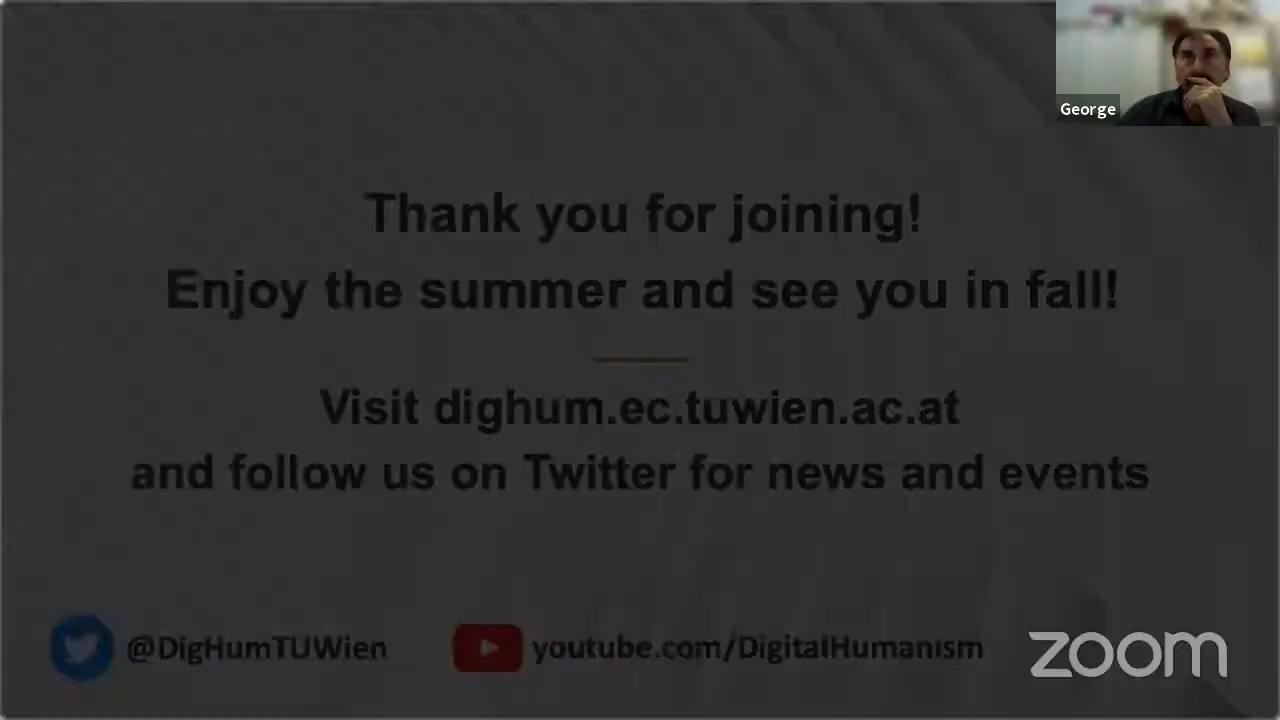 George
Thank you for joining!
Enjoy the summer and see you in fall!
Visit dighum.ec.tuwien.ac.at
and follow us on Twitter for news and events
@DigHumTUWien
youtube.com/DigitalHumanism
zoom